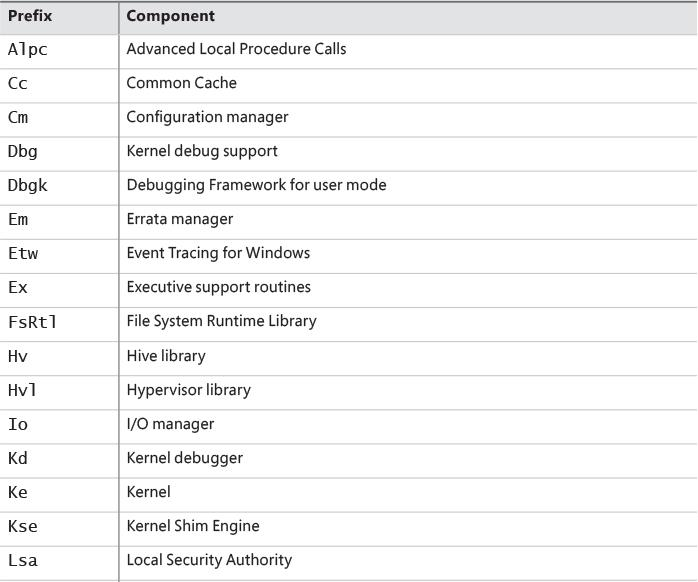 Prefix Component
Alpc Advanced Local Procedure Calls
Cc Common Cache
Cm Configuration manager
Dbg Kernel debug support
Dbgk Debugging Framework for user mode
Em Errata manager
Etw Event Tracing for Windows
Ex Executive support routines
FsRtl File System Runtime Library
Hv Hive library
Hvl Hypervisor library
Io I/O manager
Kd Kernel debugger
Ke Kernel
Kse Kernel Shim Engine
Lsa Local Security Authority